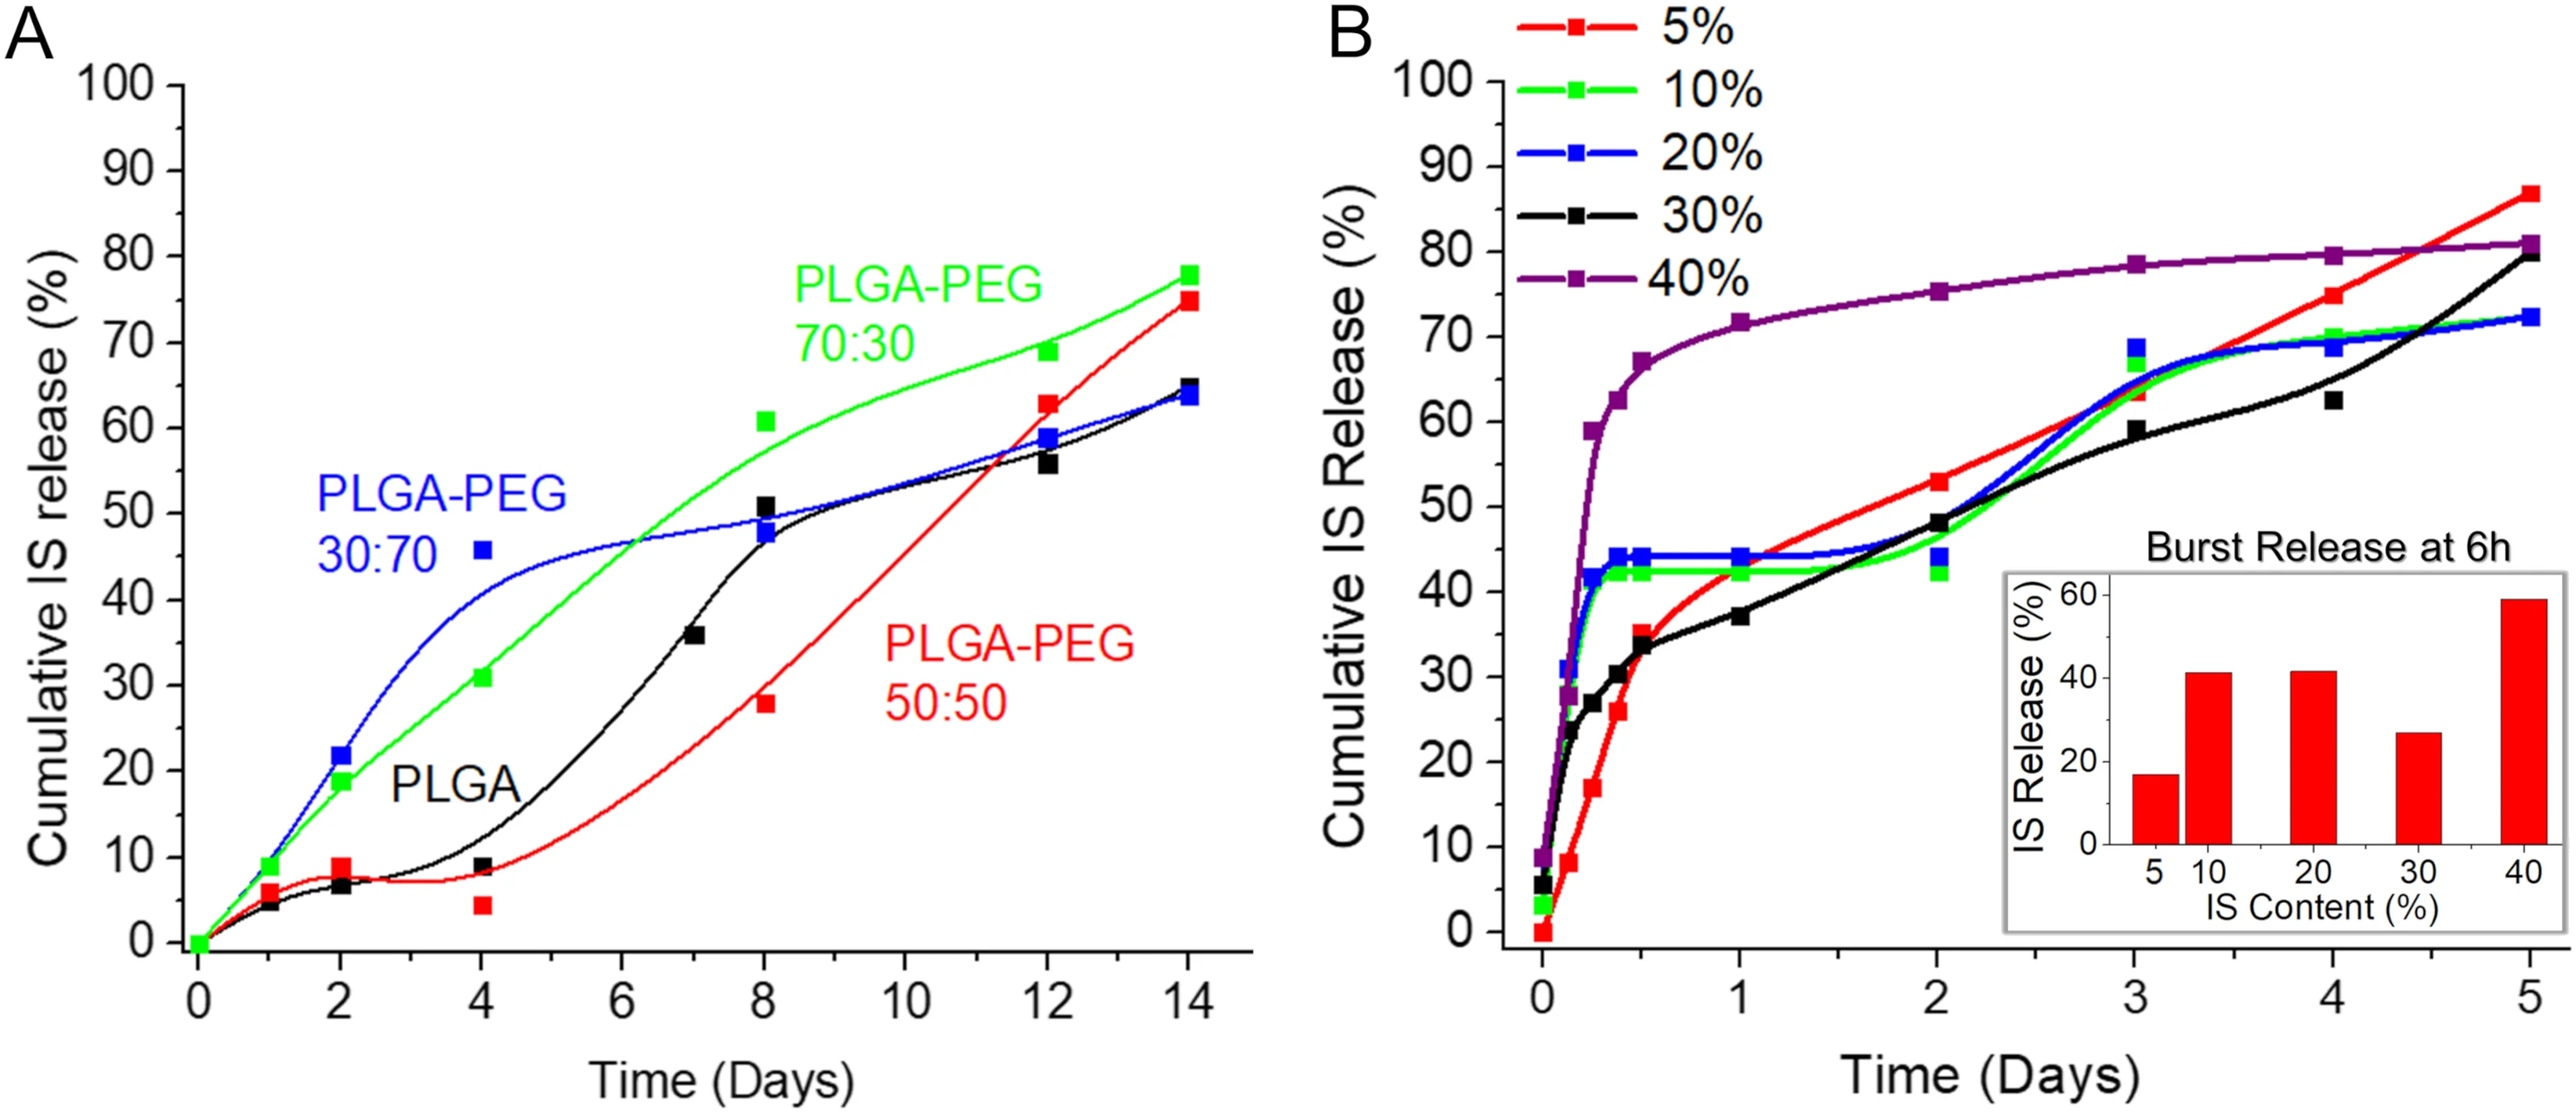 A
Cumulative IS release (%)
100
90
80
70
60
50
40
30
20
10
0
PLGA-PEG
70:30
PLGA-PEG
30:70
PLGA
PLGA-PEG
50:50
0 2 4 6 8 10 12 14
Time (Days)
B
5%
10%
20%
30%
40%
Cumulative IS Release (%)
100
90
80
70
60
50
40
30
20
10
0
Burst Release at 6h
IS Release (%)
60
40
20
0
5 10 20 30 40
IS Content (%)
0 1 2 3 4 5
Time (Days)